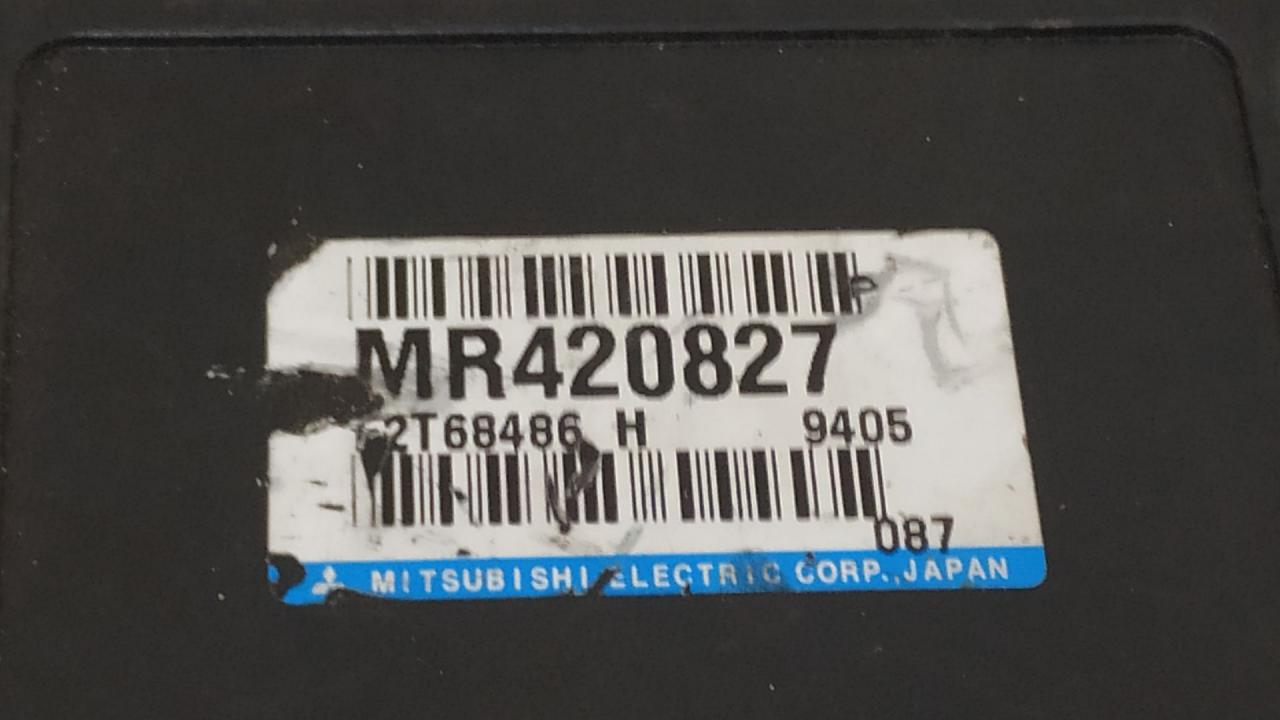 MR420827
2T68486 H 9405
087
MITSUBISHI ELECTRIC CORP.,JAPAN